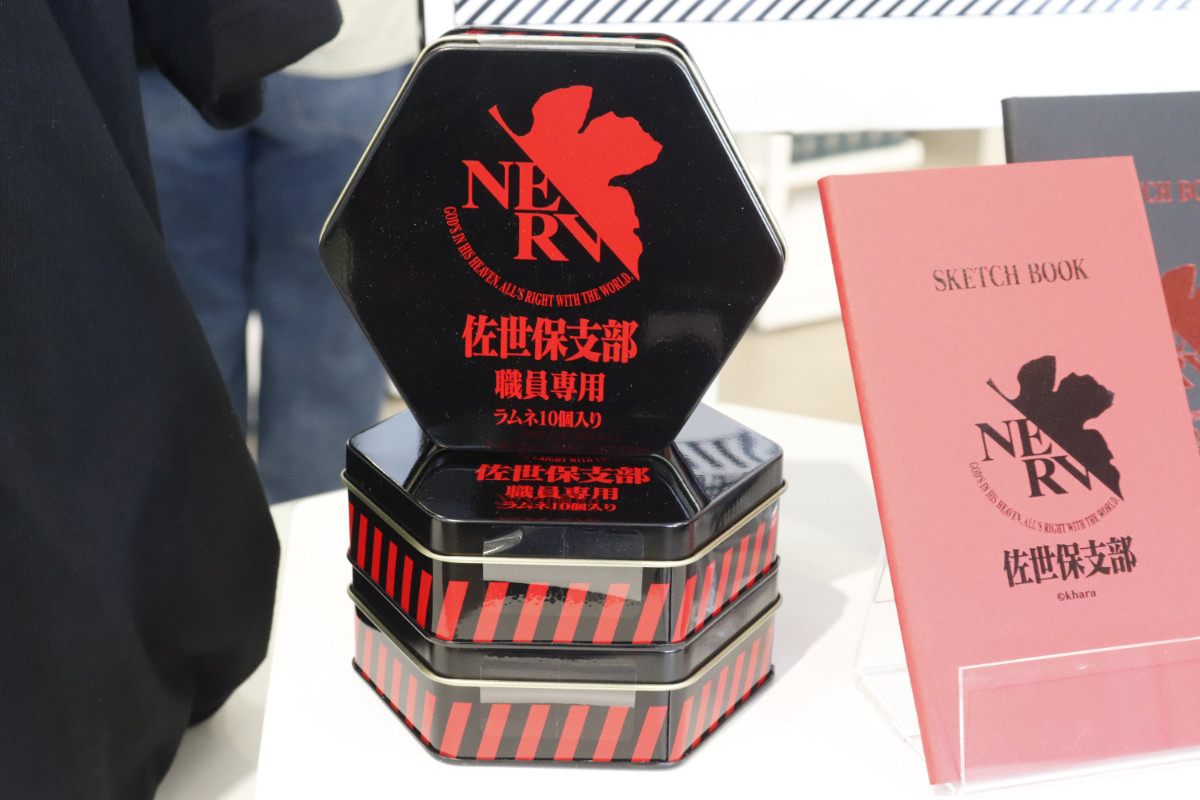 NERV
GOD'S IN HIS HEAVEN. ALL'S RIGHT WITH THE WORLD.
佐世保支部
職員専用
ラムネ10個入り
佐世保支部
職員専用
ラムネ10個入り
SKETCH BOOK
NERV
GOD'S IN HIS HEAVEN. ALL'S RIGHT WITH THE WORLD.
佐世保支部
©khara